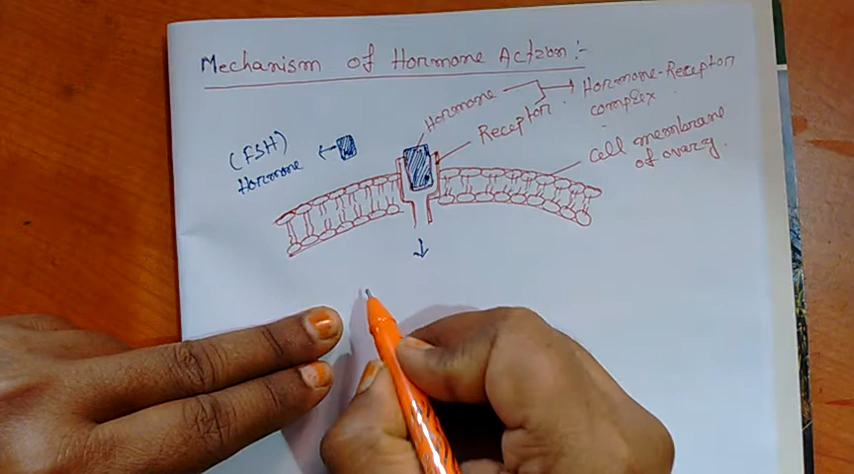 Mechanism of Hormone Action :-
Hormone
Receptor
Hormone-Receptor
complex
(FSH)
Hormone
Cell membrane
of ovary.